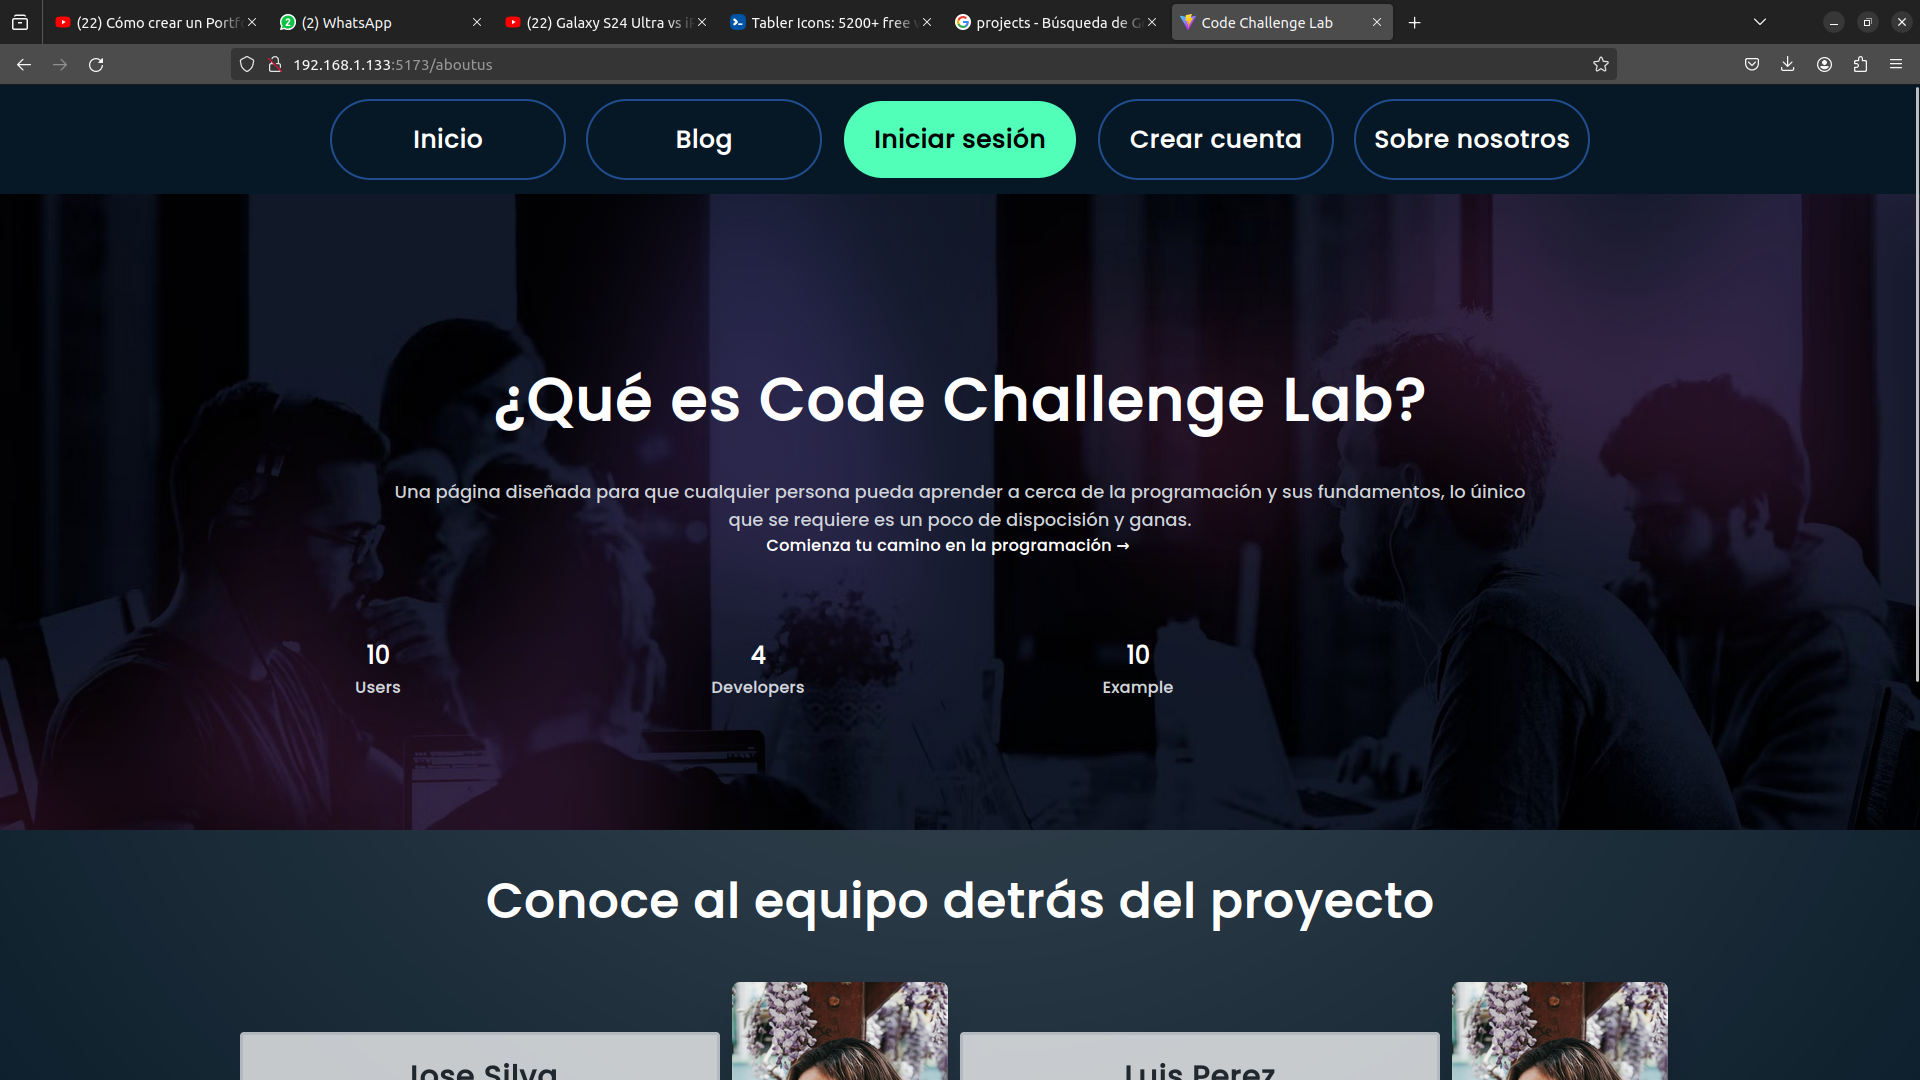 (22) Cómo crear un Portf
(2) WhatsApp
(22) Galaxy S24 Ultra vs i
Tabler Icons: 5200+ free v
projects - Búsqueda de G
Code Challenge Lab
192.168.1.133:5173/aboutus
Inicio
Blog
Iniciar sesión
Crear cuenta
Sobre nosotros
¿Qué es Code Challenge Lab?
Una página diseñada para que cualquier persona pueda aprender a cerca de la programación y sus fundamentos, lo úinico
que se requiere es un poco de dispocisión y ganas.
Comienza tu camino en la programación →
10
Users
4
Developers
10
Example
Conoce al equipo detrás del proyecto
Jose Silva
Luis Perez